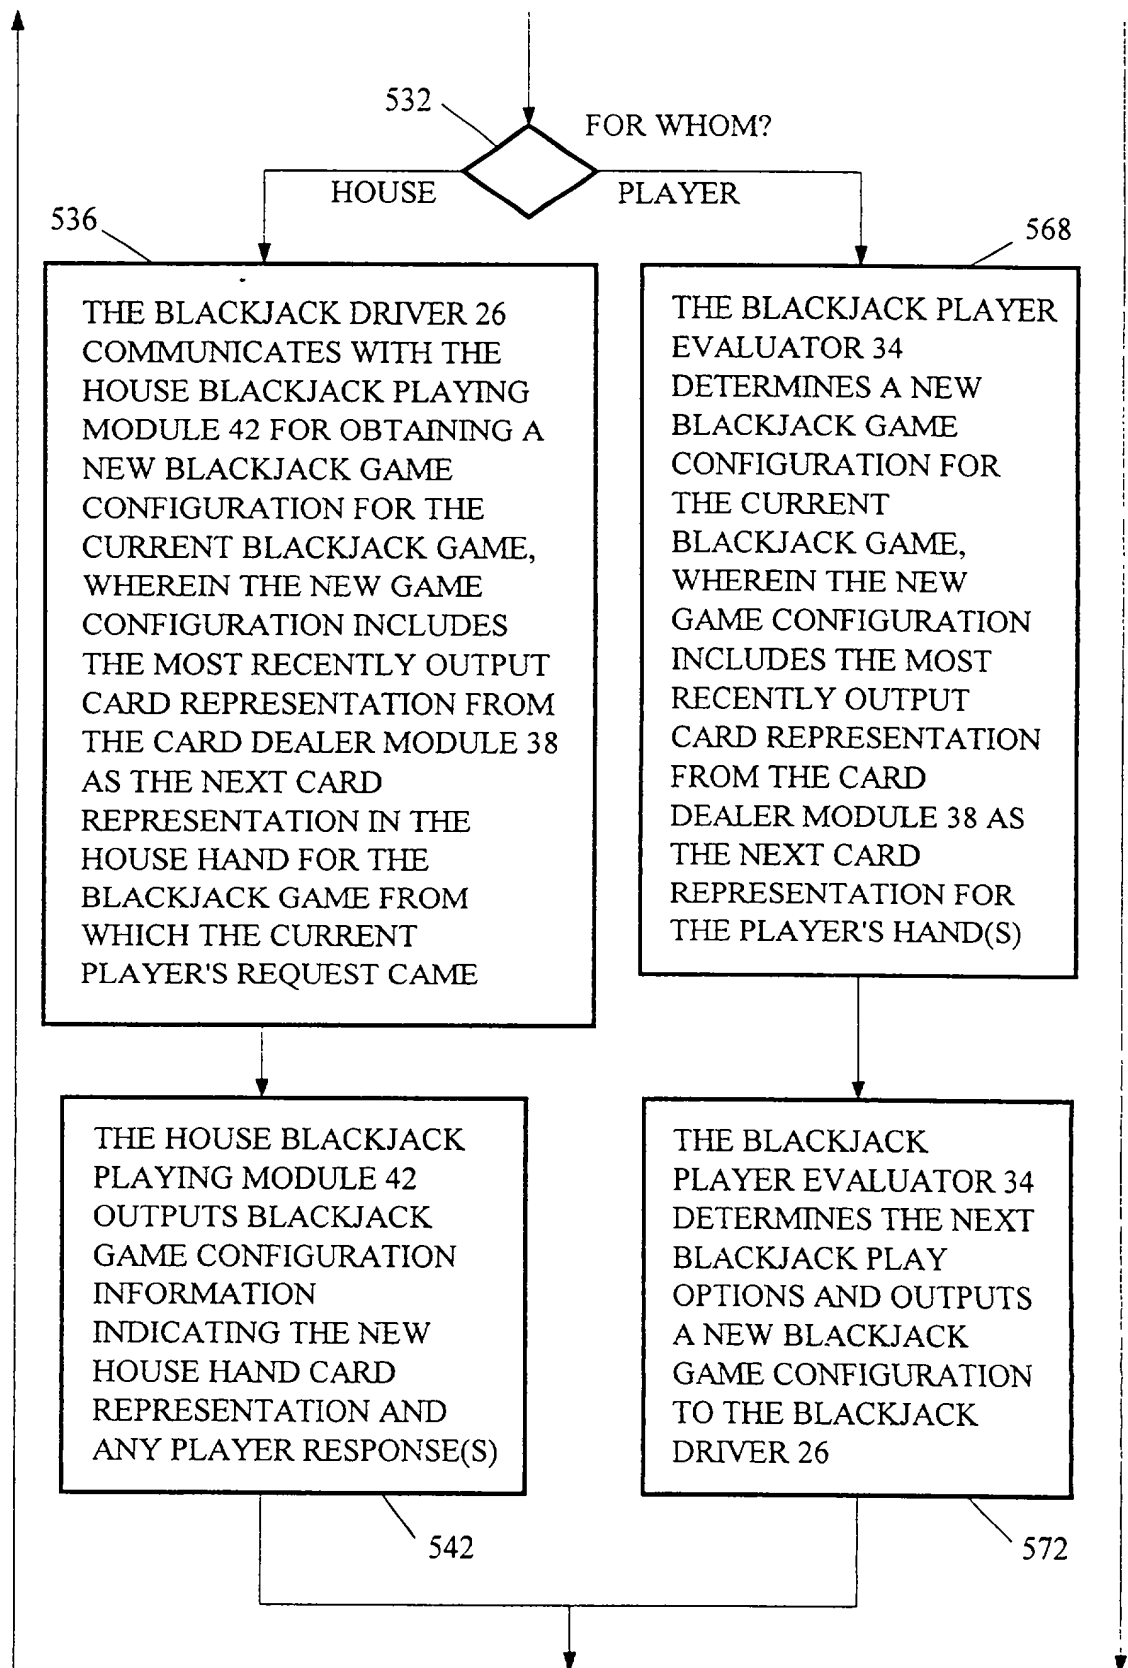 532
FOR WHOM?
HOUSE
PLAYER
536
THE BLACKJACK DRIVER 26
COMMUNICATES WITH THE
HOUSE BLACKJACK PLAYING
MODULE 42 FOR OBTAINING A
NEW BLACKJACK GAME
CONFIGURATION FOR THE
CURRENT BLACKJACK GAME,
WHEREIN THE NEW GAME
CONFIGURATION INCLUDES
THE MOST RECENTLY OUTPUT
CARD REPRESENTATION FROM
THE CARD DEALER MODULE 38
AS THE NEXT CARD
REPRESENTATION IN THE
HOUSE HAND FOR THE
BLACKJACK GAME FROM
WHICH THE CURRENT
PLAYER'S REQUEST CAME
568
THE BLACKJACK PLAYER
EVALUATOR 34
DETERMINES A NEW
BLACKJACK GAME
CONFIGURATION FOR
THE CURRENT
BLACKJACK GAME,
WHEREIN THE NEW
GAME CONFIGURATION
INCLUDES THE MOST
RECENTLY OUTPUT
CARD REPRESENTATION
FROM THE CARD
DEALER MODULE 38 AS
THE NEXT CARD
REPRESENTATION FOR
THE PLAYER'S HAND(S)
THE HOUSE BLACKJACK
PLAYING MODULE 42
OUTPUTS BLACKJACK
GAME CONFIGURATION
INFORMATION
INDICATING THE NEW
HOUSE HAND CARD
REPRESENTATION AND
ANY PLAYER RESPONSE(S)
542
THE BLACKJACK
PLAYER EVALUATOR 34
DETERMINES THE NEXT
BLACKJACK PLAY
OPTIONS AND OUTPUTS
A NEW BLACKJACK
GAME CONFIGURATION
TO THE BLACKJACK
DRIVER 26
572